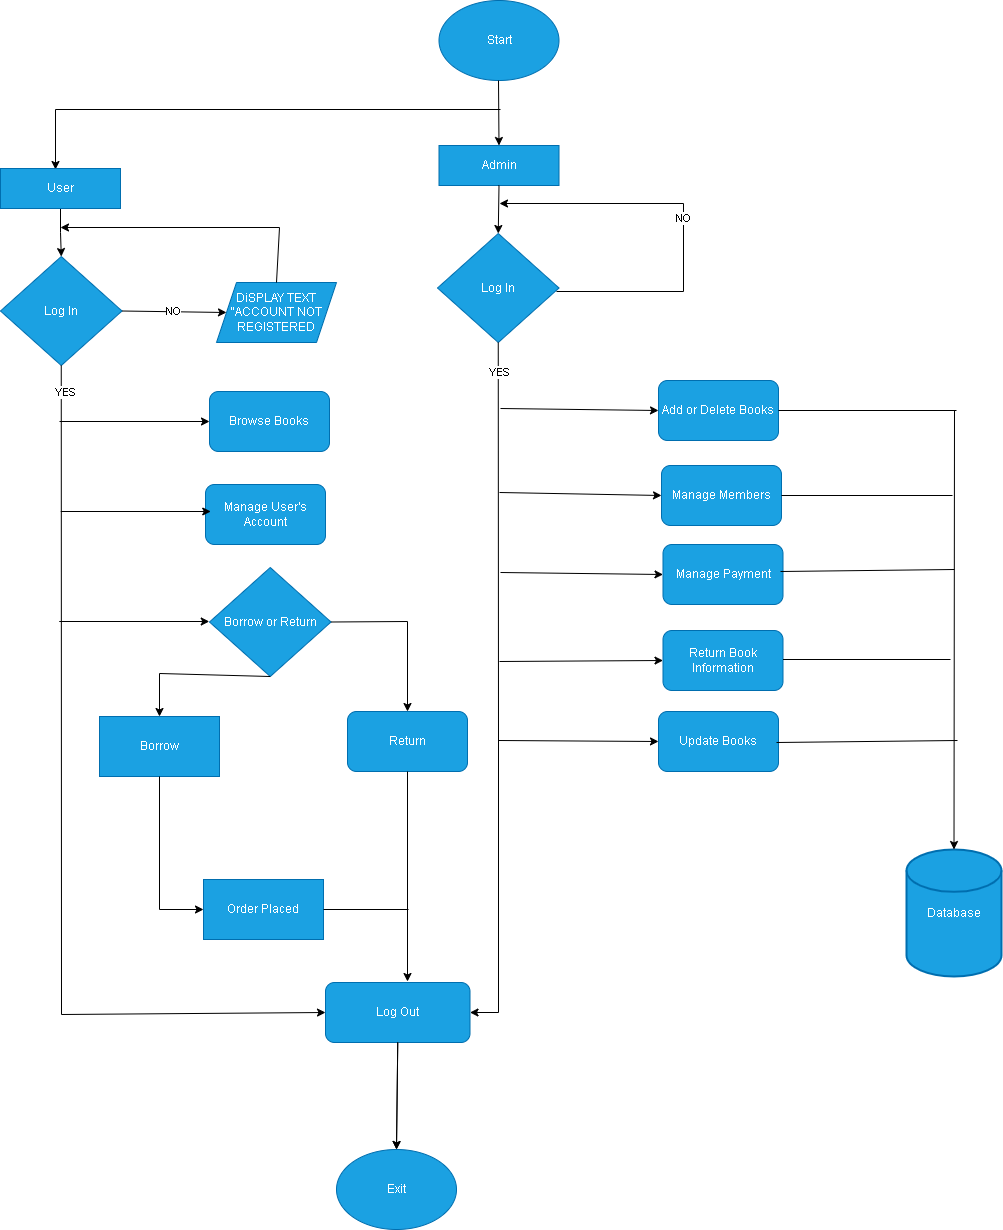 Start
Admin
User
NO
Log In
Log In
DiSPLAY TEXT
"ACCOUNT NOT
REGISTERED
NO
YES
YES
Browse Books
Add or Delete Books
Manage User's
Account
Manage Members
Manage Payment
Borrow or Return
Return Book
Information
Borrow
Return
Update Books
Order Placed
Database
Log Out
Exit